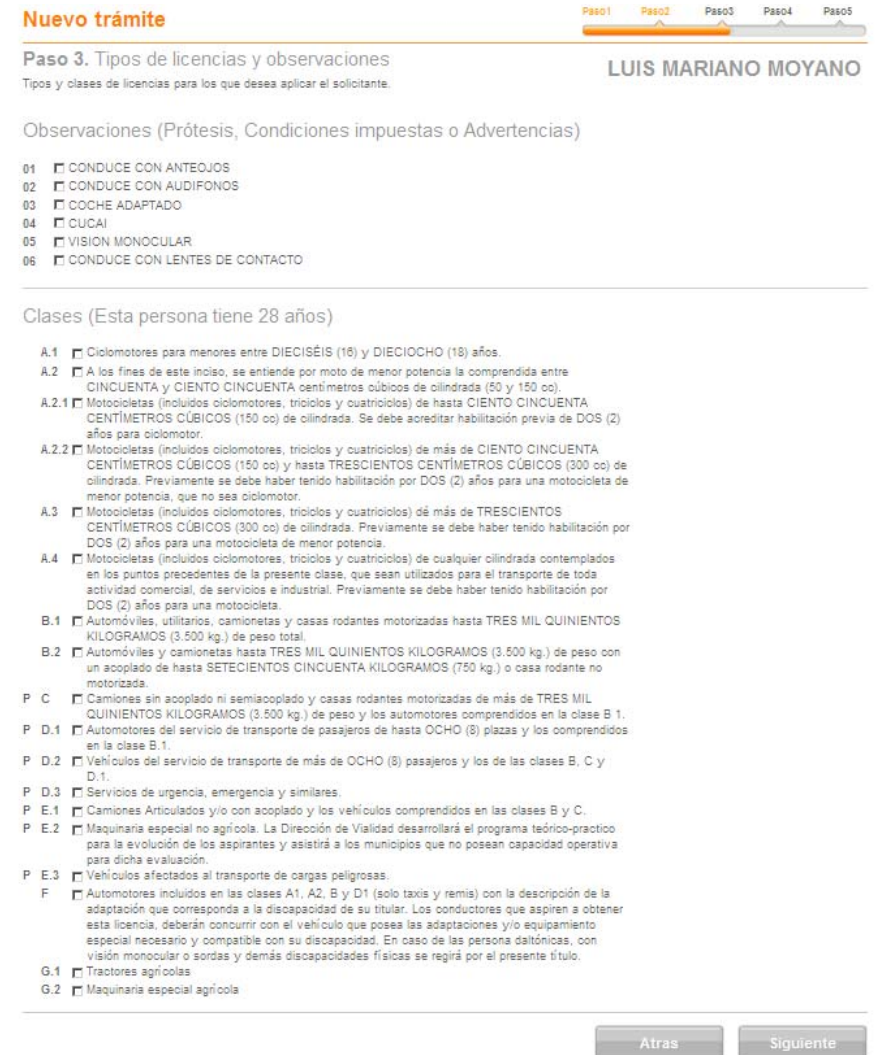 Nuevo trámite
Paso1 Paso2 Paso3 Paso4 Paso5
Paso 3. Tipos de licencias y observaciones
LUIS MARIANO MOYANO
Tipos y clases de licencias para los que desea aplicar el solicitante.
Observaciones (Prótesis, Condiciones impuestas o Advertencias)
01 CONDUCE CON ANTEOJOS
02 CONDUCE CON AUDIFONOS
03 COCHE ADAPTADO
04 CUCAI
05 VISION MONOCULAR
06 CONDUCE CON LENTES DE CONTACTO
Clases (Esta persona tiene 28 años)
A.1 Ciclomotores para menores entre DIECISÉIS (16) y DIECIOCHO (18) años.
A.2 A los fines de este inciso, se entiende por moto de menor potencia la comprendida entre
CINCUENTA y CIENTO CINCUENTA centímetros cúbicos de cilindrada (50 y 150 cc).
A.2.1 Motocicletas (incluidos ciclomotores, triciclos y cuatriciclos) de hasta CIENTO CINCUENTA
CENTÍMETROS CÚBICOS (150 cc) de cilindrada. Se debe acreditar habilitación previa de DOS (2)
años para ciclomotor.
A.2.2 Motocicletas (incluidos ciclomotores, triciclos y cuatriciclos) de más de CIENTO CINCUENTA
CENTÍMETROS CÚBICOS (150 cc) y hasta TRESCIENTOS CENTÍMETROS CÚBICOS (300 cc) de
cilindrada. Previamente se debe haber tenido habilitación por DOS (2) años para una motocicleta de
menor potencia, que no sea ciclomotor.
A.3 Motocicletas (incluidos ciclomotores, triciclos y cuatriciclos) dé más de TRESCIENTOS
CENTÍMETROS CÚBICOS (300 cc) de cilindrada. Previamente se debe haber tenido habilitación por
DOS (2) años para una motocicleta de menor potencia.
A.4 Motocicletas (incluidos ciclomotores, triciclos y cuatriciclos) de cualquier cilindrada contemplados
en los puntos precedentes de la presente clase, que sean utilizados para el transporte de toda
actividad comercial, de servicios e industrial. Previamente se debe haber tenido habilitación por
DOS (2) años para una motocicleta.
B.1 Automóviles, utilitarios, camionetas y casas rodantes motorizadas hasta TRES MIL QUINIENTOS
KILOGRAMOS (3.500 kg.) de peso total.
B.2 Automóviles y camionetas hasta TRES MIL QUINIENTOS KILOGRAMOS (3.500 kg.) de peso con
un acoplado de hasta SETECIENTOS CINCUENTA KILOGRAMOS (750 kg.) o casa rodante no
motorizada.
P C Camiones sin acoplado ni semiacoplado y casas rodantes motorizadas de más de TRES MIL
QUINIENTOS KILOGRAMOS (3.500 kg.) de peso y los automotores comprendidos en la clase B 1.
P D.1 Automotores del servicio de transporte de pasajeros de hasta OCHO (8) plazas y los comprendidos
en la clase B.1.
P D.2 Vehículos del servicio de transporte de más de OCHO (8) pasajeros y los de las clases B, C y
D.1.
P D.3 Servicios de urgencia, emergencia y similares.
P E.1 Camiones Articulados y/o con acoplado y los vehículos comprendidos en las clases B y C.
P E.2 Maquinaria especial no agrícola. La Dirección de Vialidad desarrollará el programa teórico-practico
para la evolución de los aspirantes y asistirá a los municipios que no posean capacidad operativa
para dicha evaluación.
P E.3 Vehículos afectados al transporte de cargas peligrosas.
F Automotores incluidos en las clases A1, A2, B y D1 (solo taxis y remis) con la descripción de la
adaptación que corresponda a la discapacidad de su titular. Los conductores que aspiren a obtener
esta licencia, deberán concurrir con el vehículo que posea las adaptaciones y/o equipamiento
especial necesario y compatible con su discapacidad. En caso de las persona daltónicas, con
visión monocular o sordas y demás discapacidades físicas se regirá por el presente título.
G.1 Tractores agrícolas
G.2 Maquinaria especial agrícola
Atras Siguiente